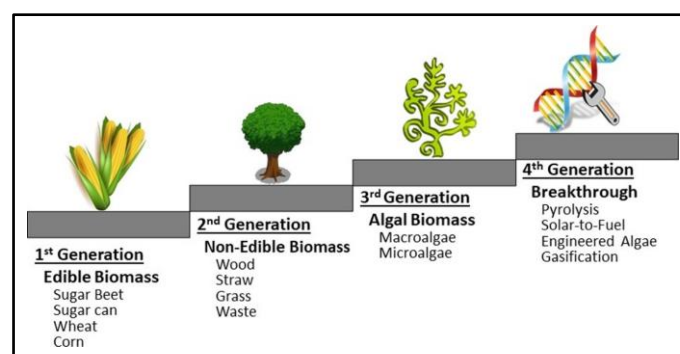 1st Generation
Edible Biomass
Sugar Beet
Sugar can
Wheat
Corn
2nd Generation
Non-Edible Biomass
Wood
Straw
Grass
Waste
3rd Generation
Algal Biomass
Macroalgae
Microalgae
4th Generation
Breakthrough
Pyrolysis
Solar-to-Fuel
Engineered Algae
Gasification